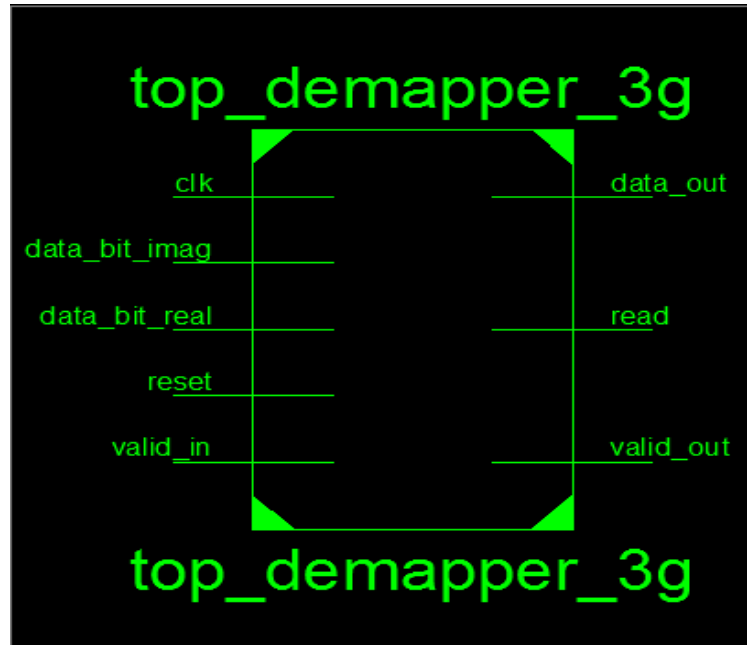 top_demapper_3g
clk
data_out
data_bit_imag
data_bit_real
read
reset
valid_in
valid_out
top_demapper_3g